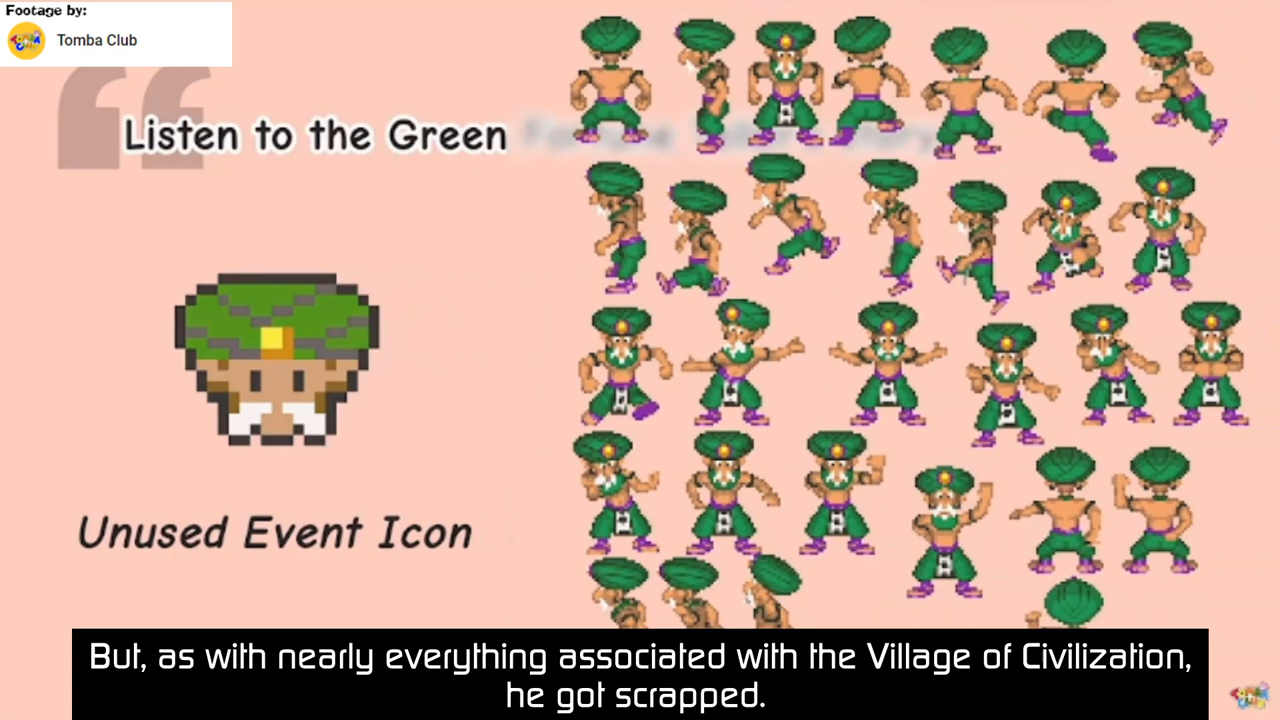 Footage by:
Tomba Club
Listen to the Green
Unused Event Icon
But, as with nearly everything associated with the Village of Civilization,
he got scrapped.